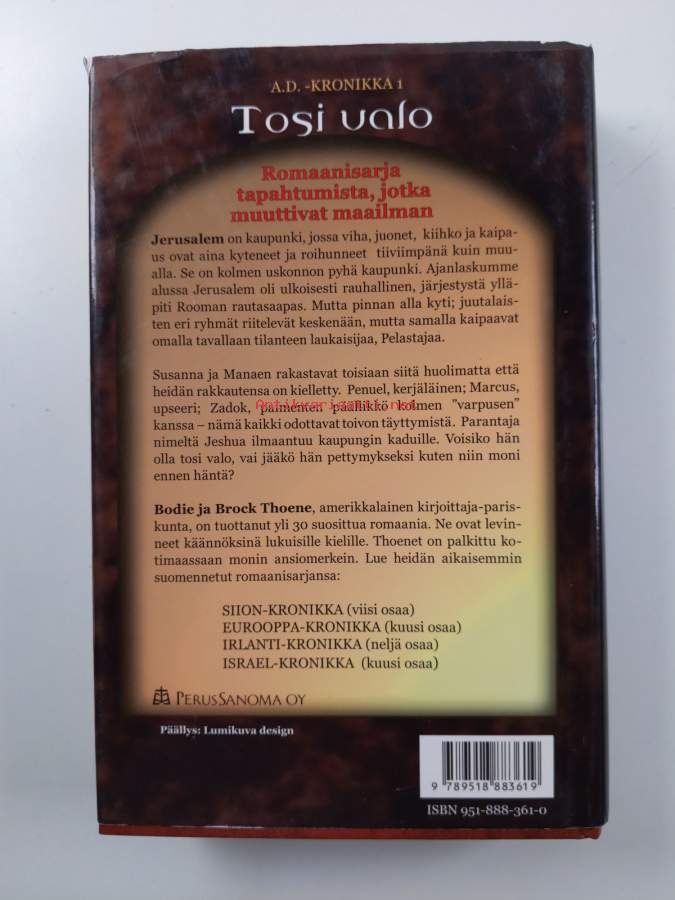 A.D. -KRONIKKA 1
Tosi valo
Romaanisarja
tapahtumista, jotka
muuttivat maailman
Jerusalem on kaupunki, jossa viha, juonet, kiihko ja kaipa-
us ovat aina kyteneet ja roihunneet tiiviimpänä kuin muu-
alla. Se on kolmen uskonnon pyhä kaupunki. Ajanlaskumme
alussa Jerusalem oli ulkoisesti rauhallinen, järjestystä yllä-
piti Rooman rautasaapas. Mutta pinnan alla kyti; juutalais-
ten eri ryhmät riitelevät keskenään, mutta samalla kaipaavat
omalla tavallaan tilanteen laukaisijaa, Pelastajaa.
Susanna ja Manaen rakastavat toisiaan siitä huolimatta että
heidän rakkautensa on kielletty. Penuel, kerjäläinen; Marcus,
upseeri; Zadok, paimenten päällikkö kolmen "varpusen"
Antikvariaatti.net
kanssa – nämä kaikki odottavat toivon täyttymistä. Parantaja
nimeltä Jeshua ilmaantuu kaupungin kaduille. Voisiko hän
olla tosi valo, vai jääkö hän pettymykseksi kuten niin moni
ennen häntä?
Bodie ja Brock Thoene, amerikkalainen kirjoittaja-paris-
kunta, on tuottanut yli 30 suosittua romaania. Ne ovat levin-
neet käännöksinä lukuisille kielille. Thoenet on palkittu ko-
timaassaan monin ansiomerkein. Lue heidän aikaisemmin
suomennetut romaanisarjansa:
SIION-KRONIKKA (viisi osaa)
EUROOPPA-KRONIKKA (kuusi osaa)
IRLANTI-KRONIKKA (neljä osaa)
ISRAEL-KRONIKKA (kuusi osaa)
PERUSSANOMA OY
Päällys: Lumikuva design
9 789518 883619
ISBN 951-888-361-0